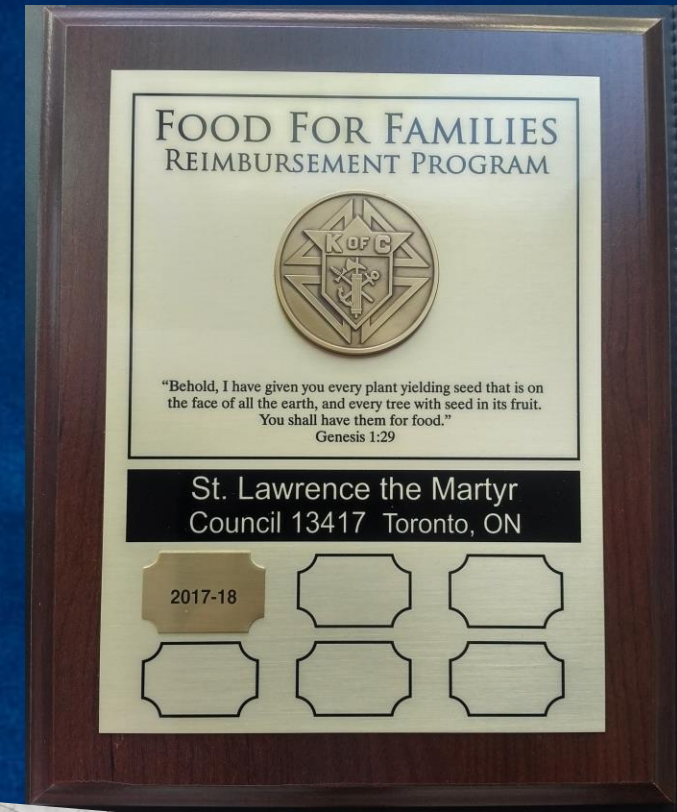 FOOD FOR FAMILIES
REIMBURSEMENT PROGRAM
K OF C
“Behold, I have given you every plant yielding seed that is on
the face of all the earth, and every tree with seed in its fruit.
You shall have them for food.”
Genesis 1:29
St. Lawrence the Martyr
Council 13417 Toronto, ON
2017-18